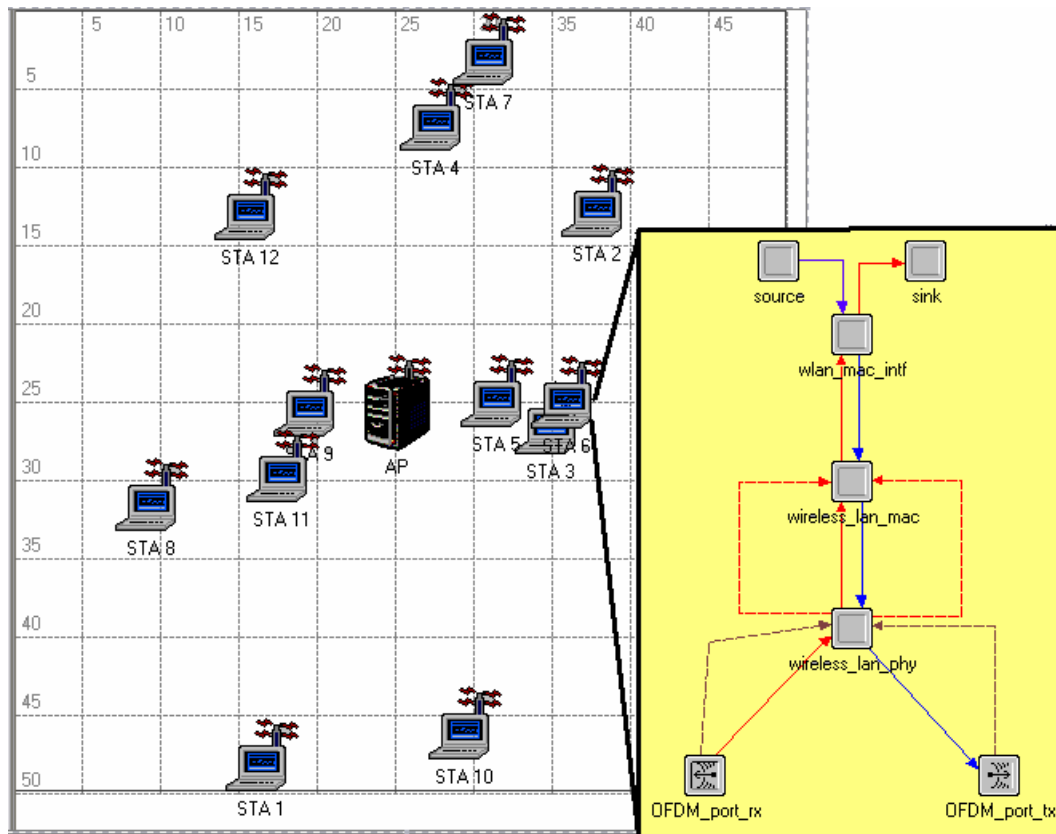 5 10 15 20 25 30 35 40 45
5
STA 7
10
STA 4
15
STA 12
STA 2
20
25
STA 5
STA 6
STA 9
AP
STA 3
30
STA 11
STA 8
35
40
45
STA 10
50
STA 1
source
sink
wlan_mac_intf
wireless_lan_mac
wireless_lan_phy
OFDM_port_rx
OFDM_port_tx